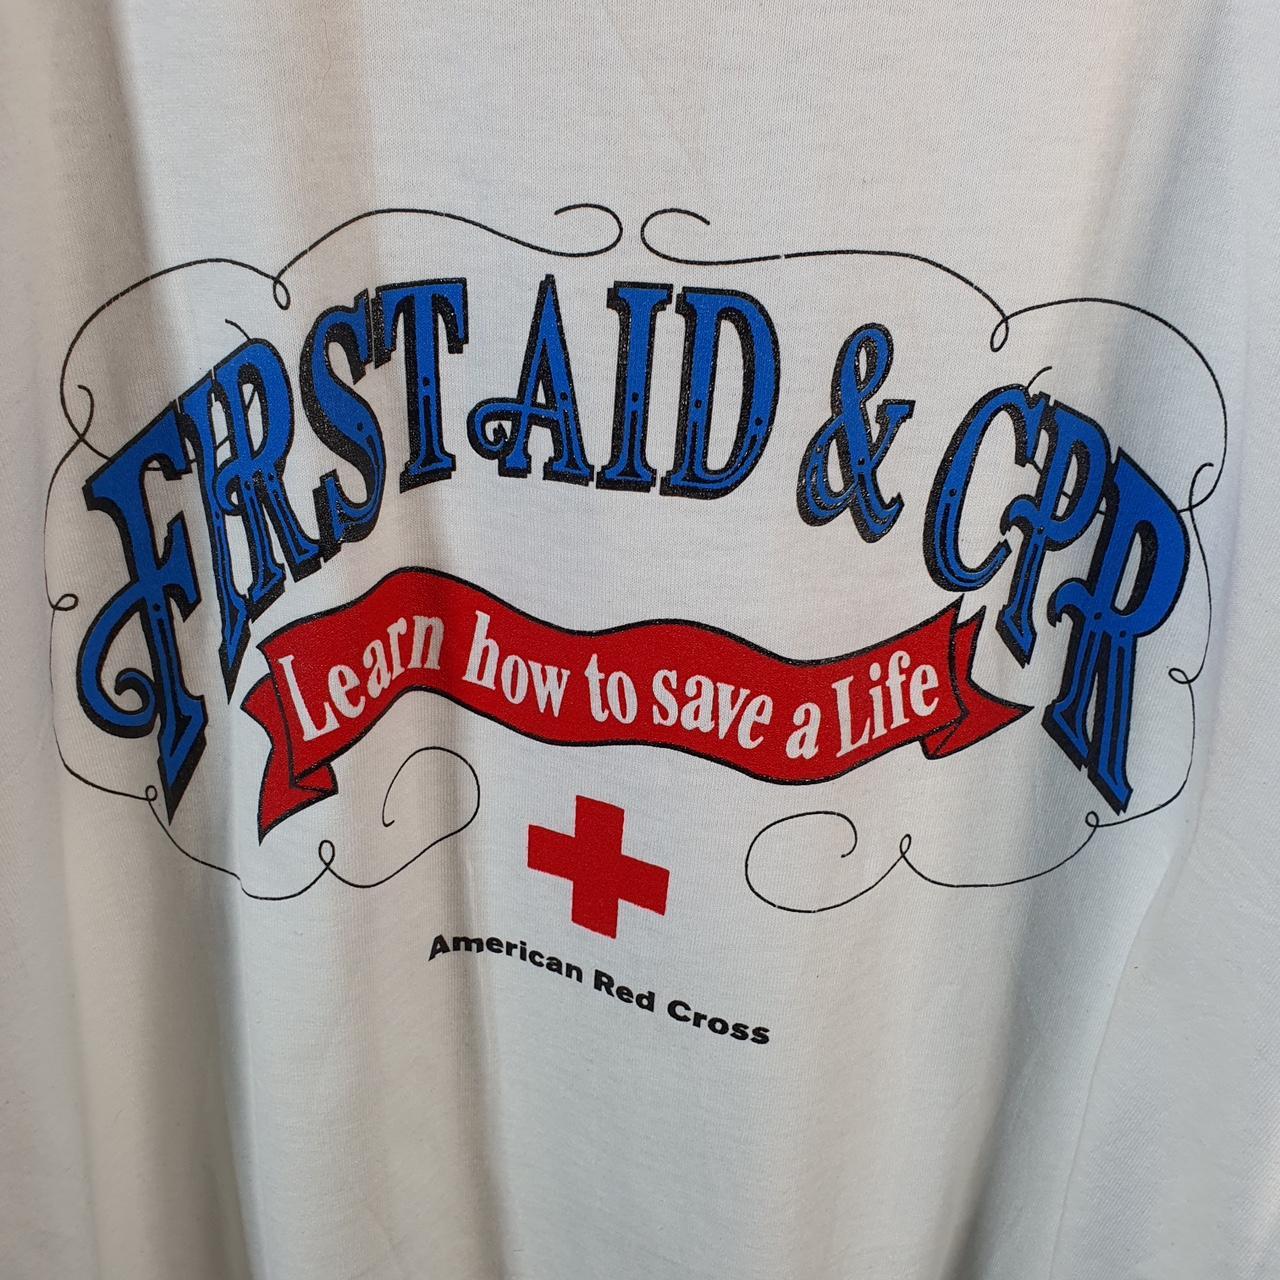 FIRST AID & CPR
Learn how to save a Life
American Red Cross